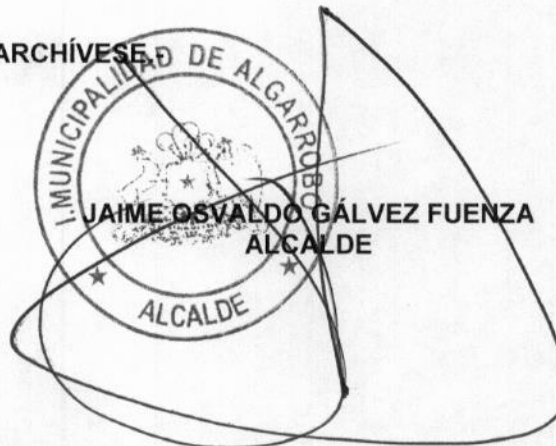 ARCHÍVESE.-
I. MUNICIPALIDAD DE ALGARROBO
JAIME OSVALDO GÁLVEZ FUENZA
ALCALDE
ALCALDE